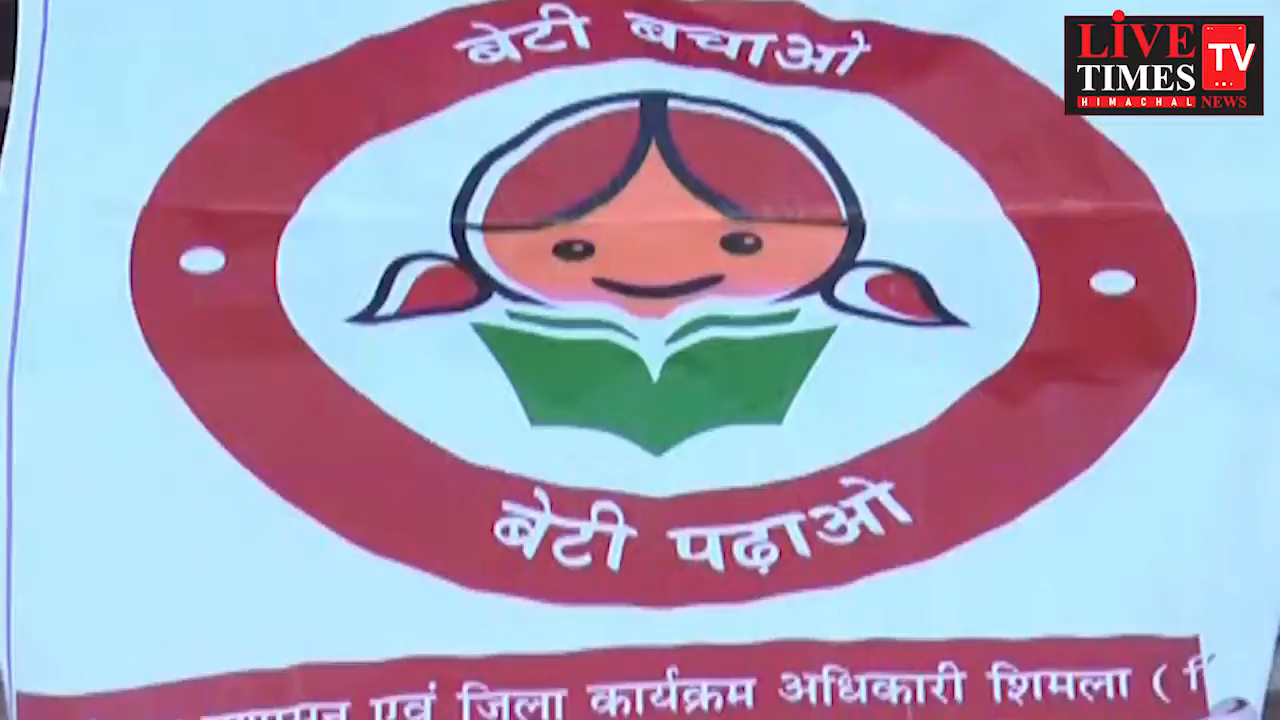 बेटी बचाओ
LIVE
TIMES
TV
HIMACHAL NEWS
बेटी पढ़ाओ
एवं जिला कार्यक्रम अधिकारी शिमला (